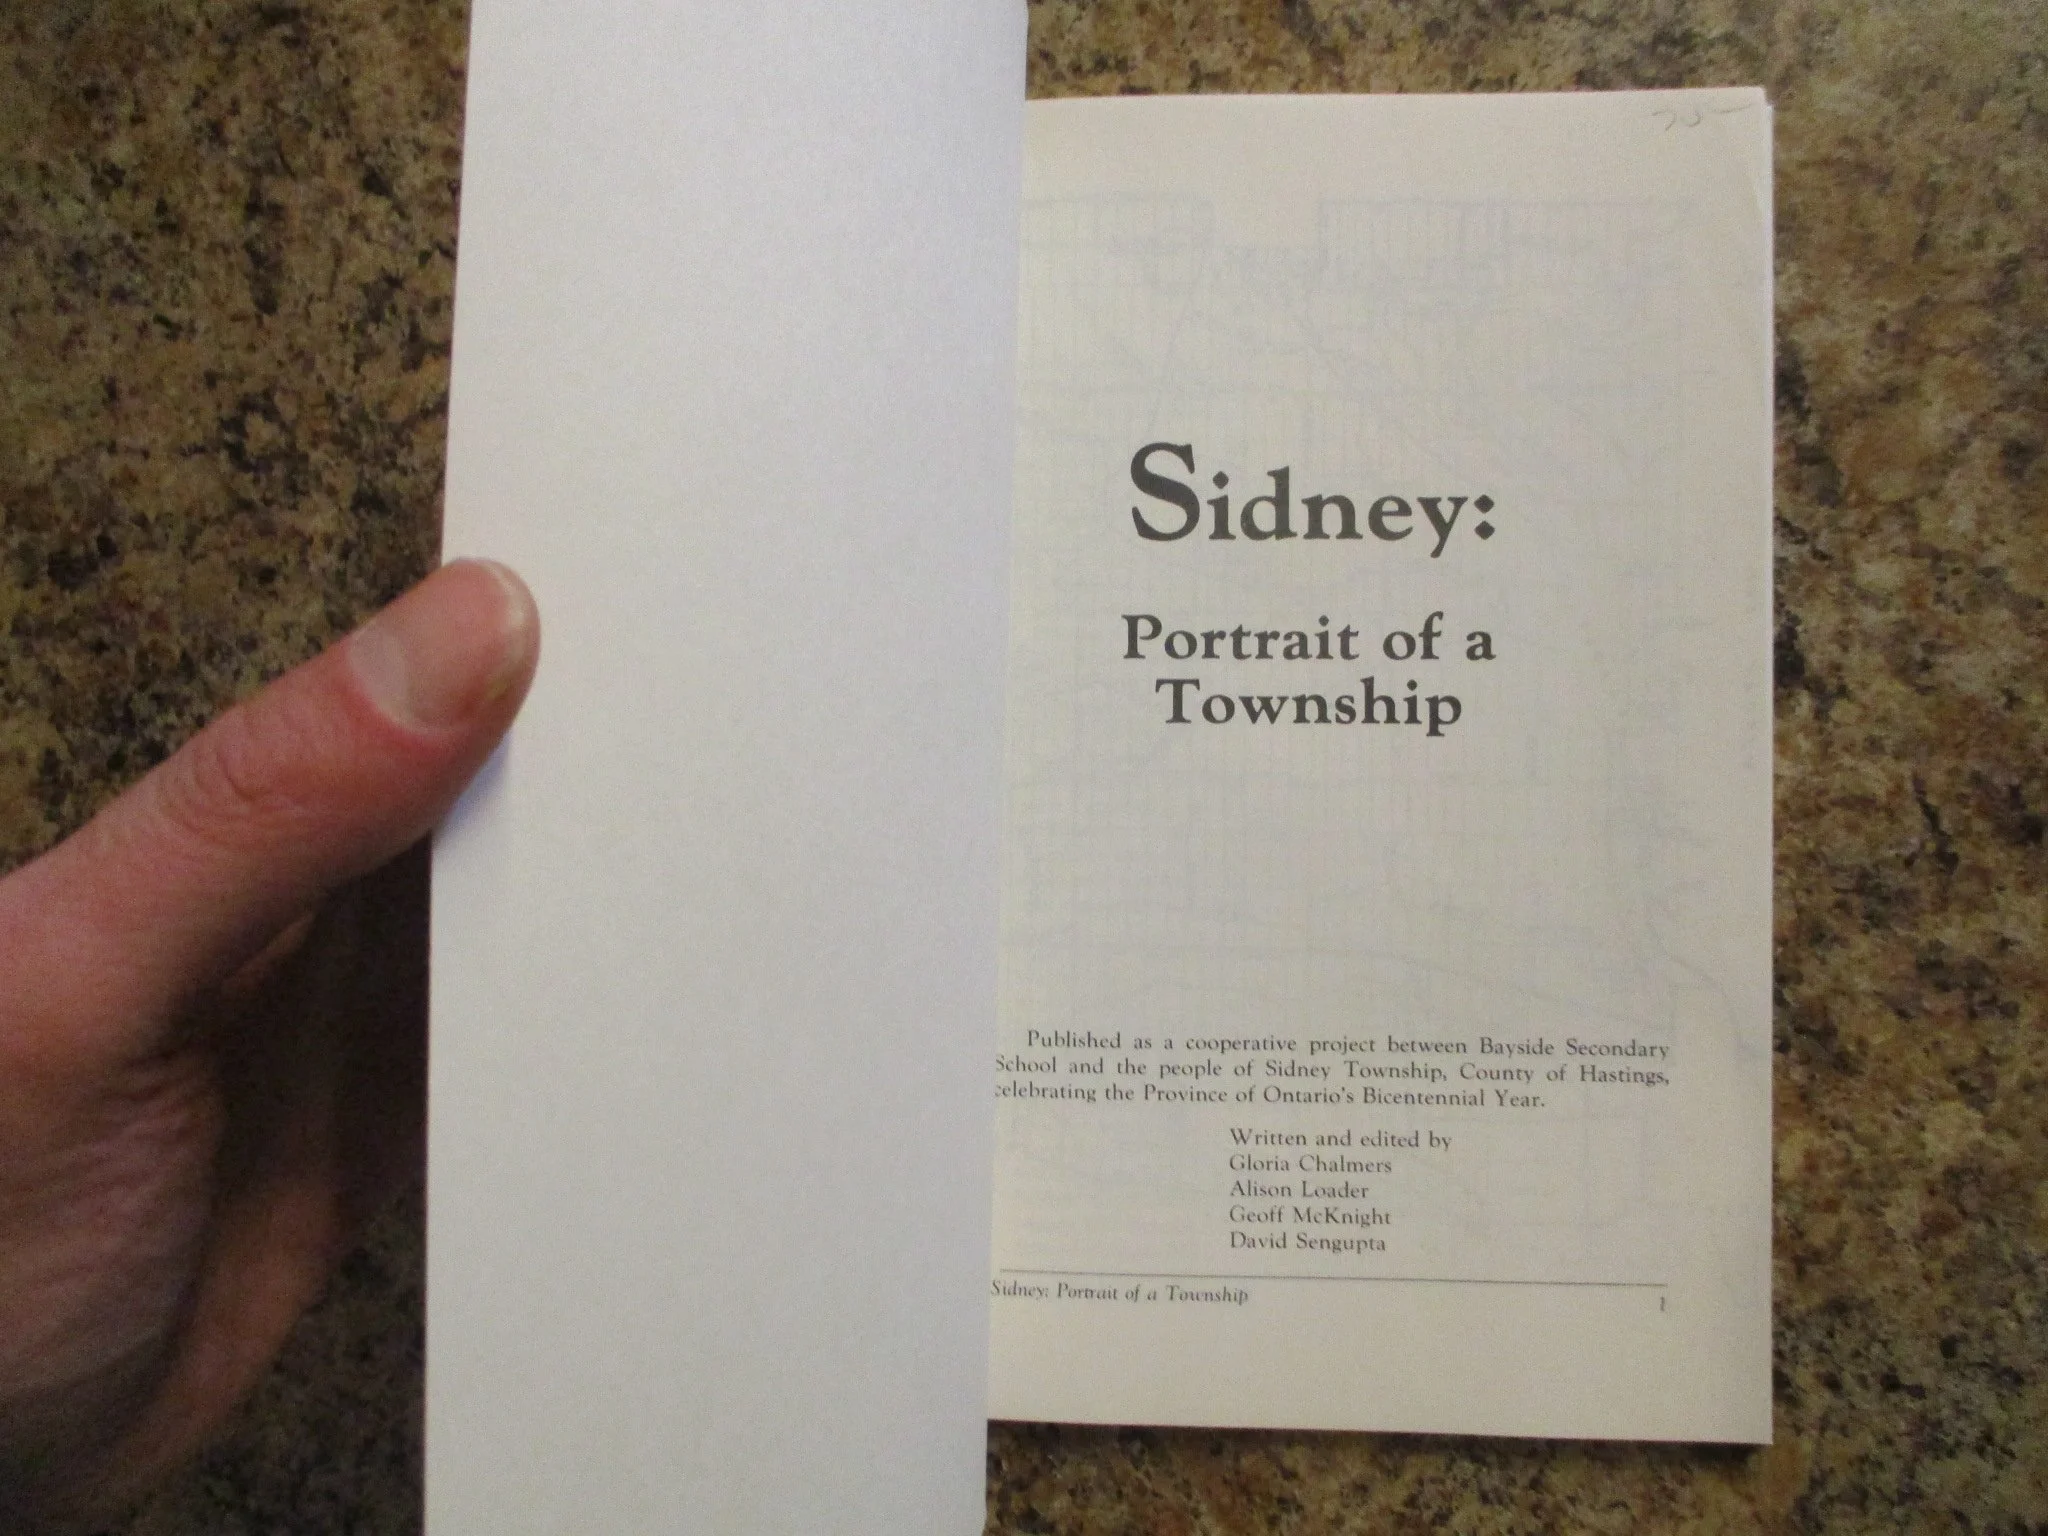 Sidney:
Portrait of a
Township
Published as a cooperative project between Bayside Secondary
School and the people of Sidney Township, County of Hastings,
celebrating the Province of Ontario's Bicentennial Year.
Written and edited by
Gloria Chalmers
Alison Loader
Geoff McKnight
David Sengupta
Sidney: Portrait of a Township
1